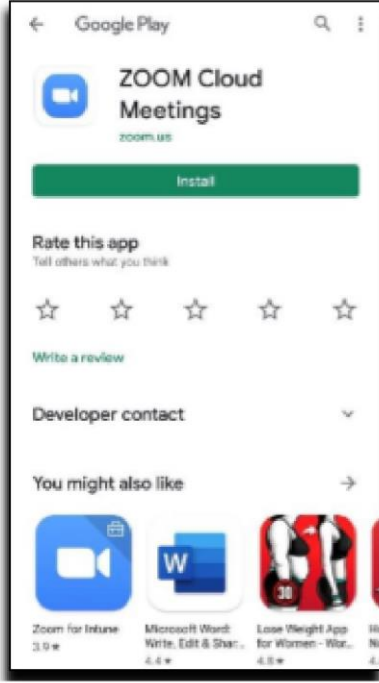 Google Play
ZOOM Cloud
Meetings
zoom.us
Install
Rate this app
Tell others what you think
Write a review
Developer contact
You might also like
W
30
Zoom for Intune
3.9★
Microsoft Word:
Write, Edit & Shar...
4.4★
Lose Weight App
for Women - Wor...
4.8★